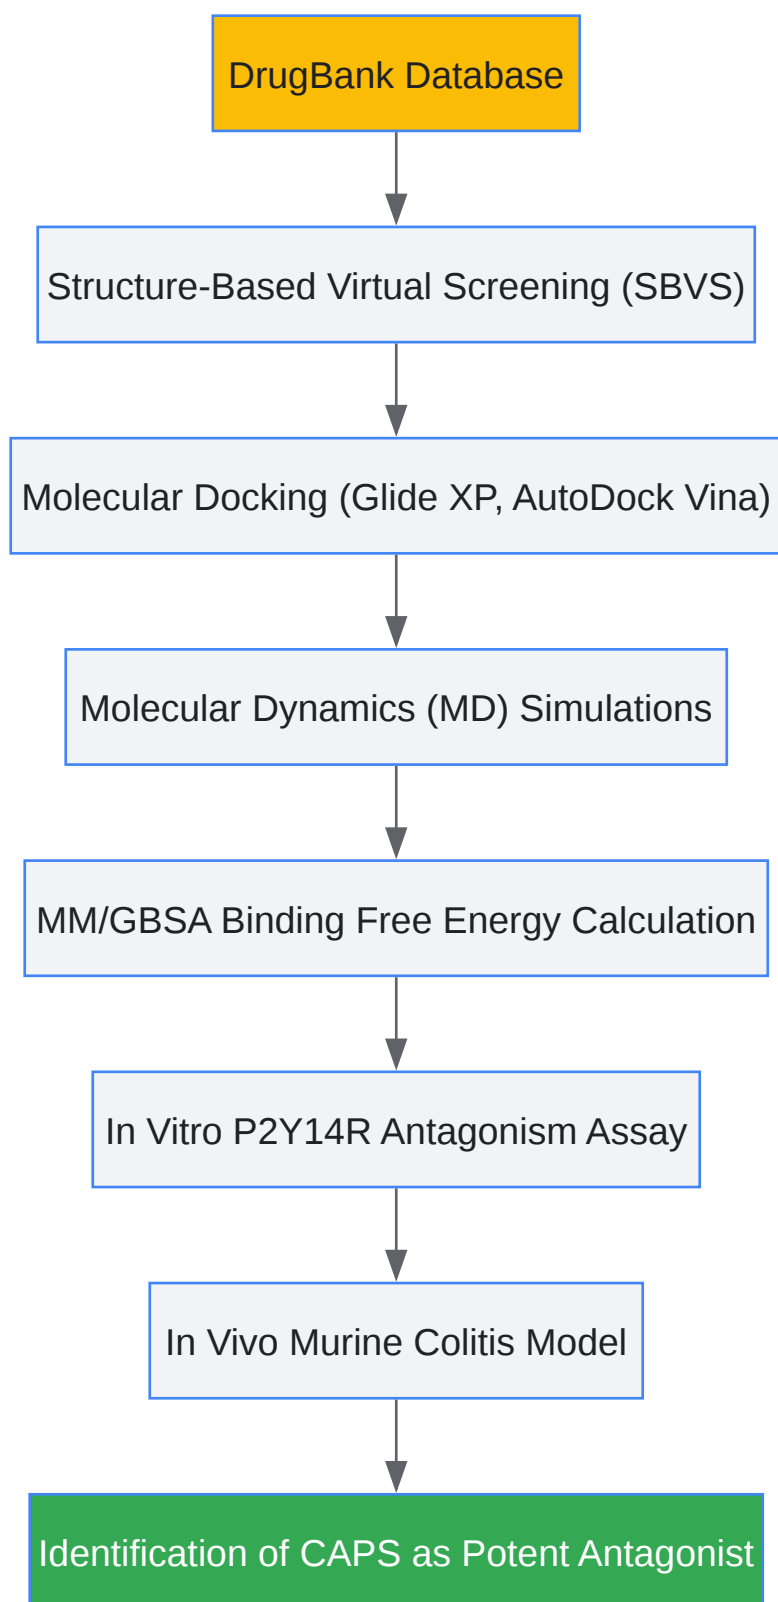 DrugBank Database
Structure-Based Virtual Screening (SBVS)
Molecular Docking (Glide XP, AutoDock Vina)
Molecular Dynamics (MD) Simulations
MM/GBSA Binding Free Energy Calculation
In Vitro P2Y14R Antagonism Assay
In Vivo Murine Colitis Model
Identification of CAPS as Potent Antagonist